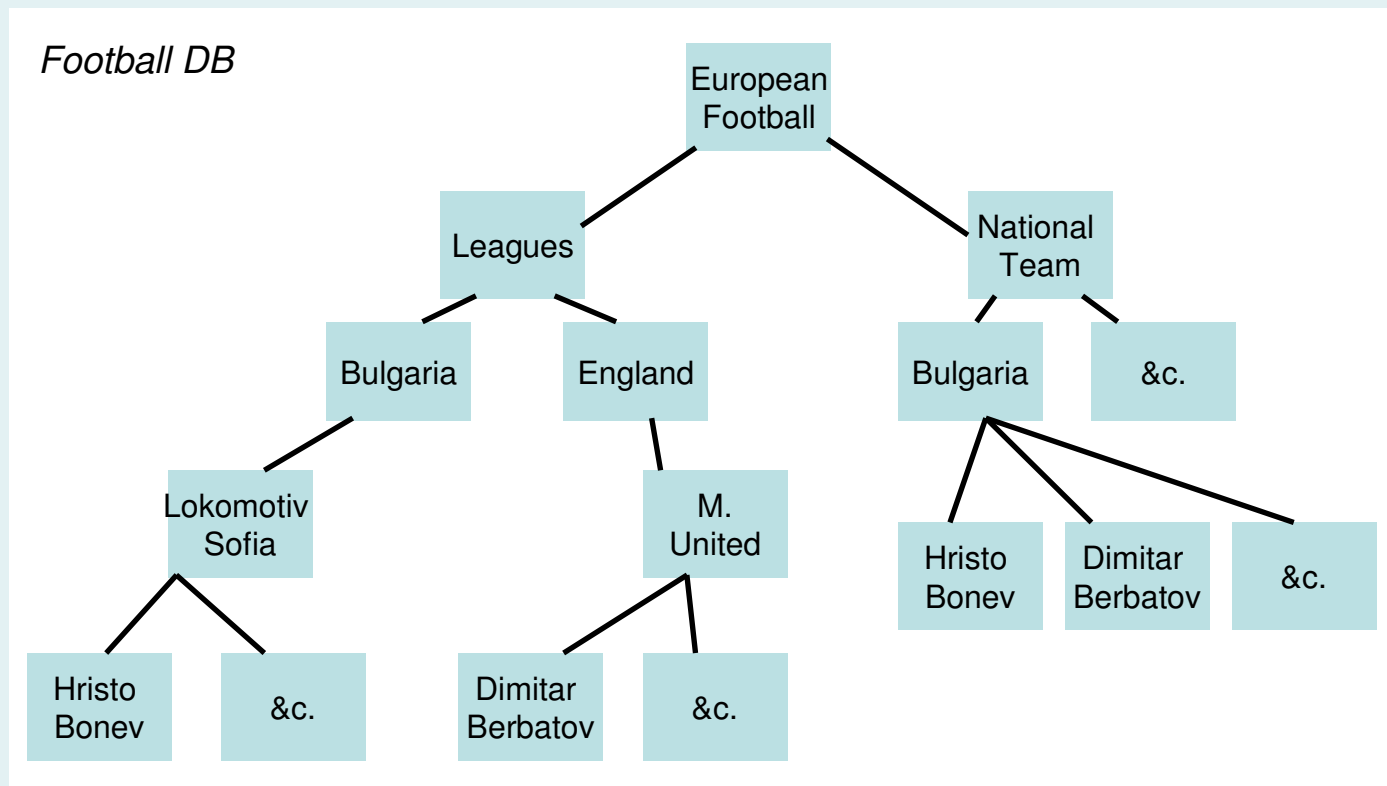 Football DB
European
Football
Leagues
National
Team
Bulgaria
England
Bulgaria
&c.
Lokomotiv
Sofia
M.
United
Hristo
Bonev
Dimitar
Berbatov
&c.
Hristo
Bonev
&c.
Dimitar
Berbatov
&c.